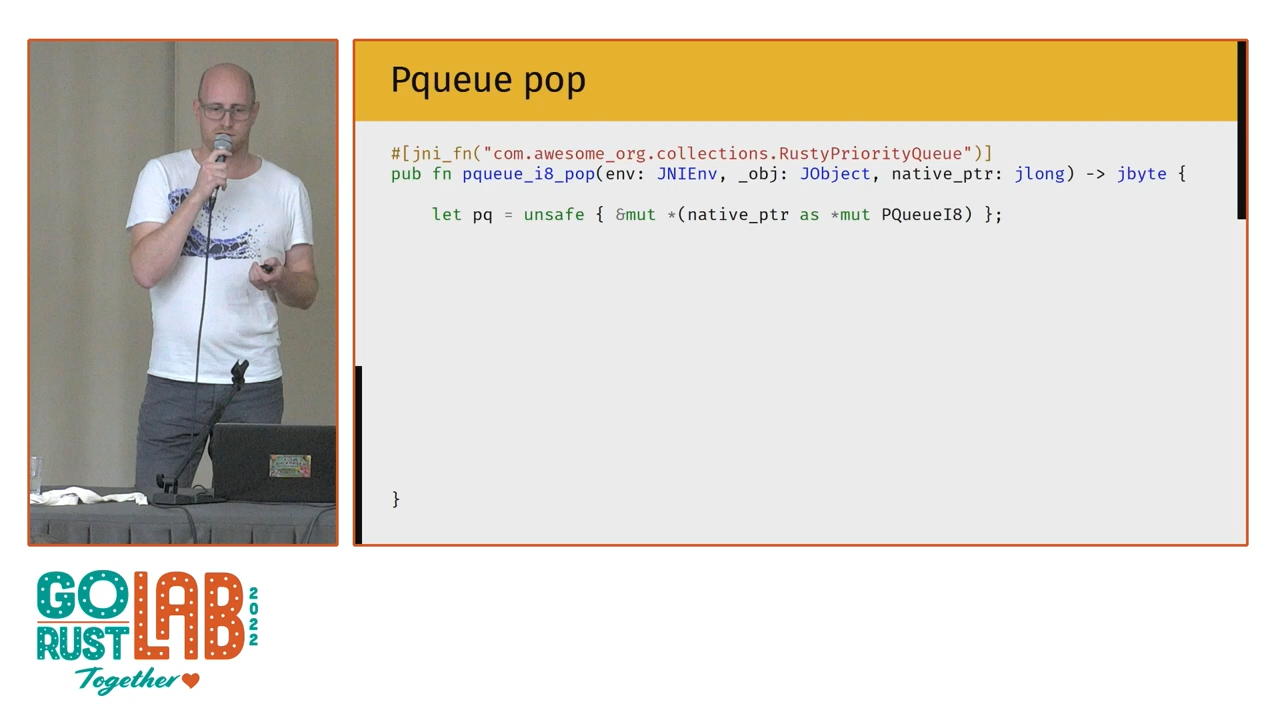 Pqueue pop
#[jni_fn("com.awesome_org.collections.RustyPriorityQueue")]
pub fn pqueue_i8_pop(env: JNIEnv, _obj: JObject, native_ptr: jlong) -> jbyte {
let pq = unsafe { &mut *(native_ptr as *mut PQueueI8) };
}
GO LAB 2022
RUST
Together